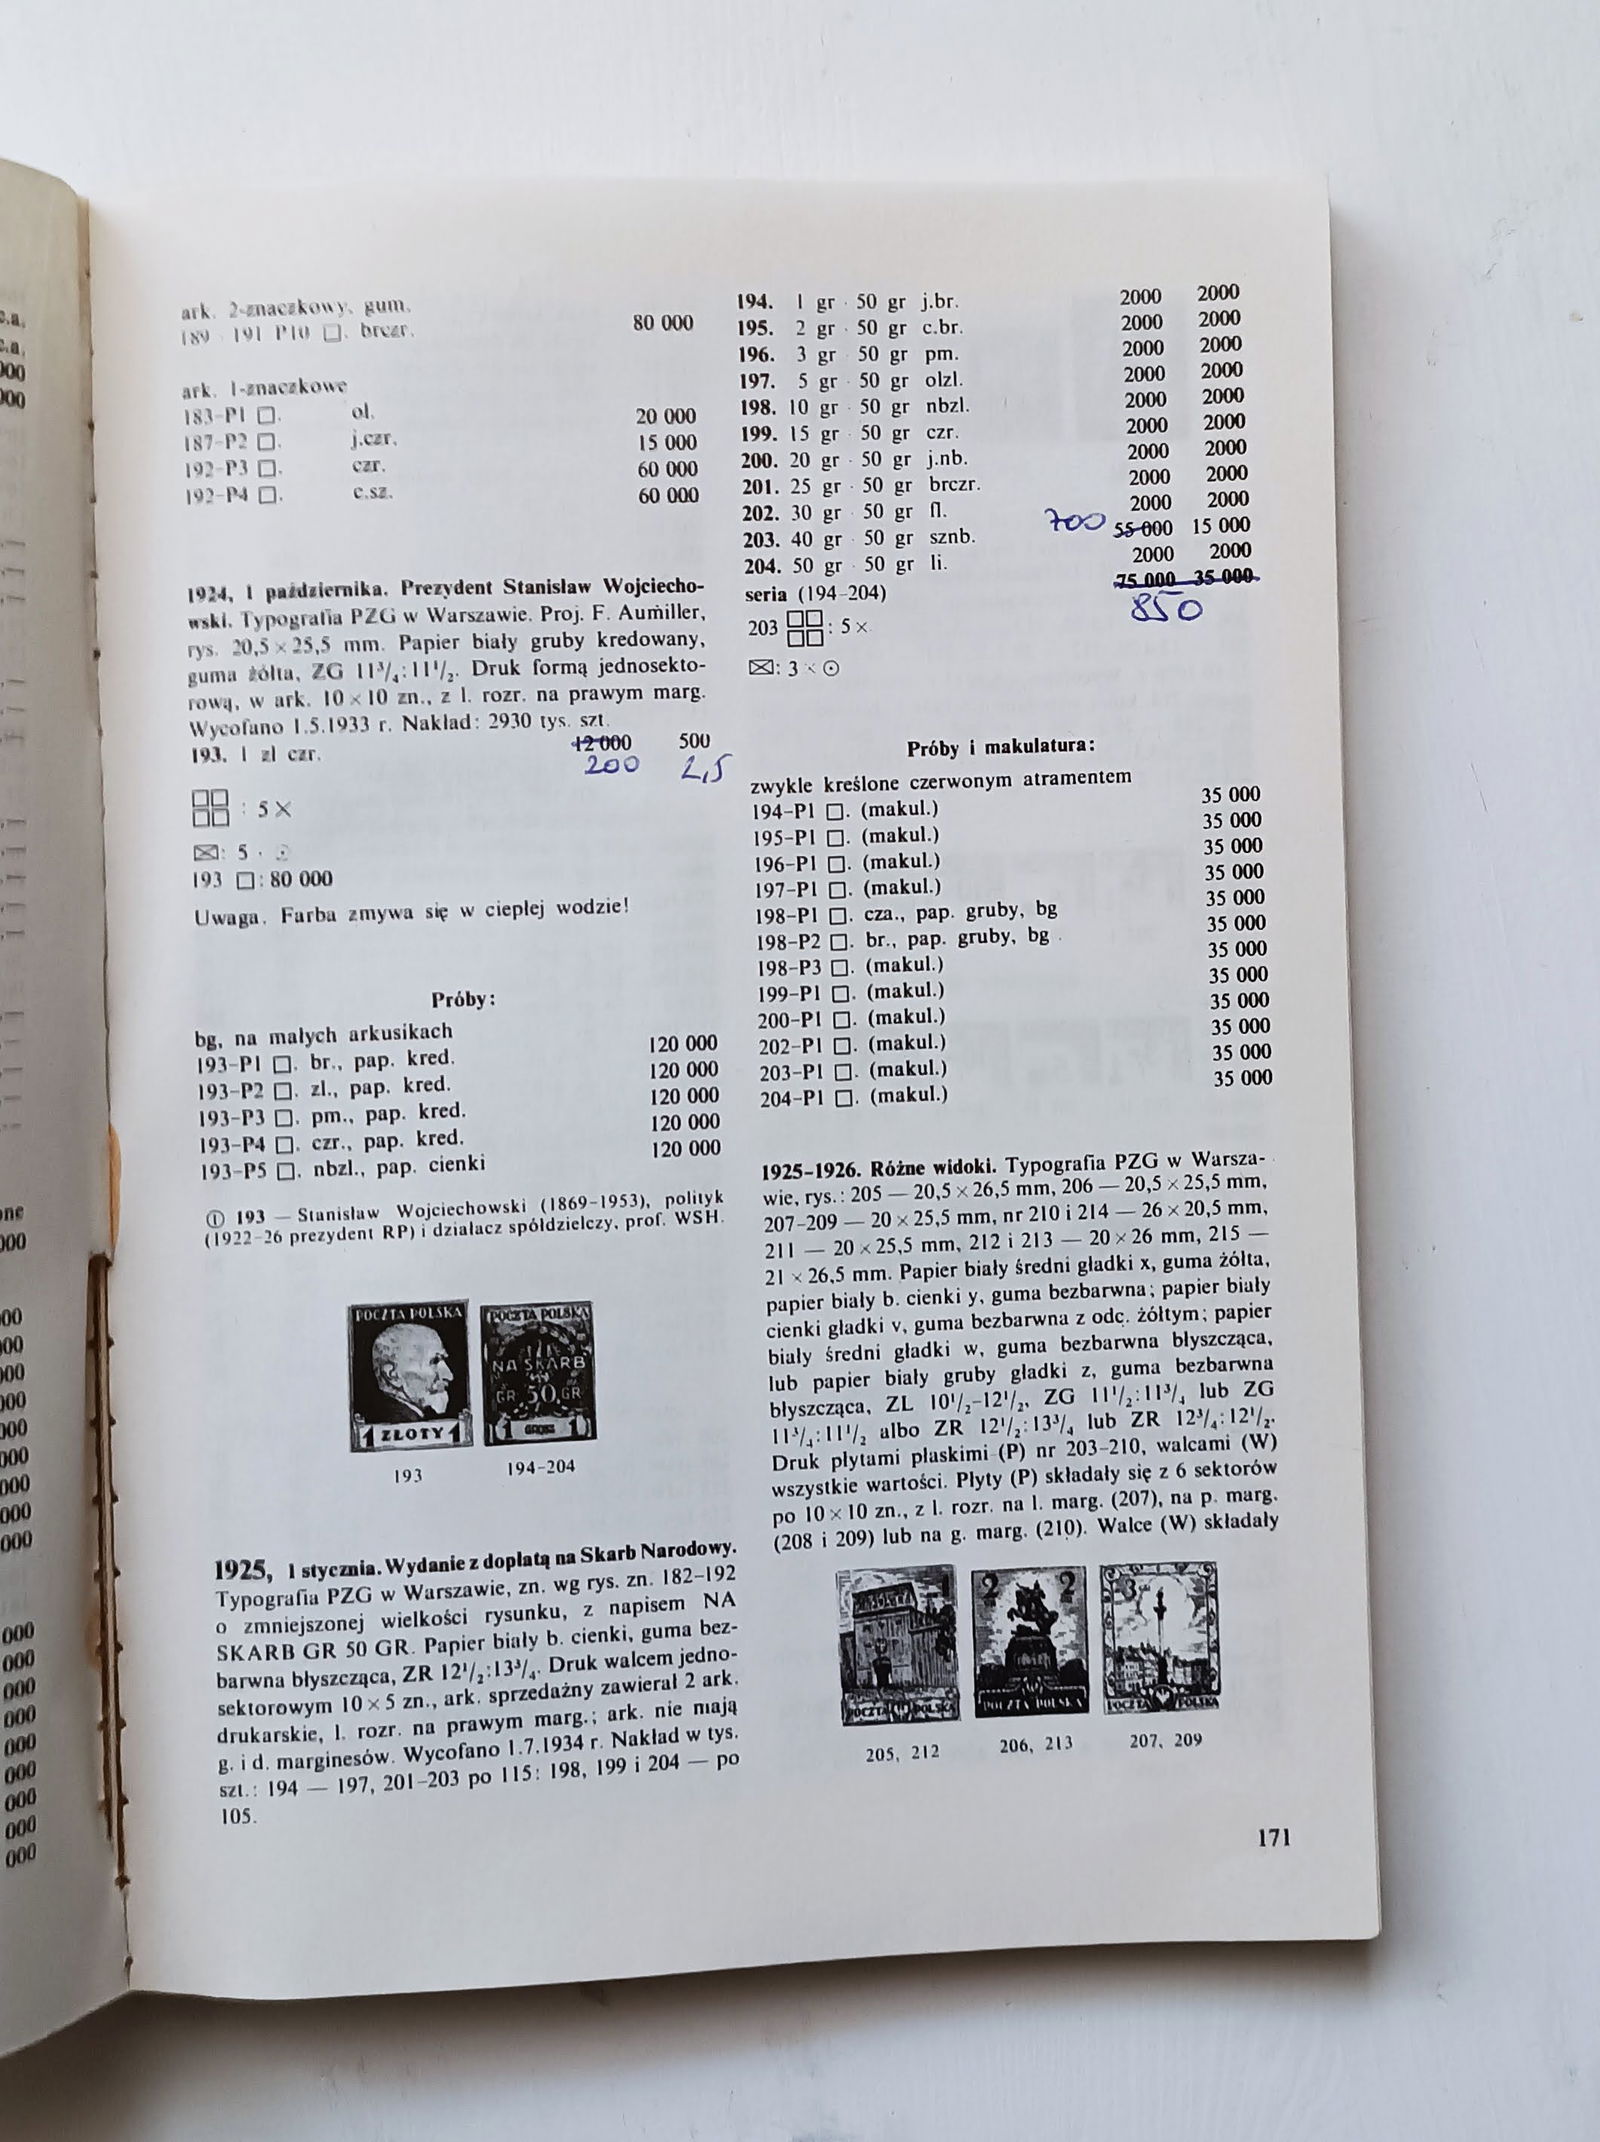 ark. 2-znaczkowy, gum.
189-191 P10 □. brczr. 80 000
ark. 1-znaczkowe
183-P1 □. ol. 20 000
187-P2 □. j.czr. 15 000
192-P3 □. czr. 60 000
192-P4 □. c.sz. 60 000
1924, 1 października. Prezydent Stanisław Wojciecho-
wski. Typografia PZG w Warszawie. Proj. F. Aumiller,
rys. 20,5 × 25,5 mm. Papier biały gruby kredowany,
guma żółta, ZG 11³/₄:11¹/₂. Druk formą jednosekto-
rową, w ark. 10 × 10 zn., z l. rozr. na prawym marg.
Wycofano 1.5.1933 r. Nakład: 2930 tys. szt.
193. 1 zł czr. 12 000 500
200 2,5
: 5 ×
: 5 × ⊙
193 □: 80 000
Uwaga. Farba zmywa się w ciepłej wodzie!
Próby:
bg, na małych arkusikach
193-P1 □. br., pap. kred. 120 000
193-P2 □. zl., pap. kred. 120 000
193-P3 □. pm., pap. kred. 120 000
193-P4 □. czr., pap. kred. 120 000
193-P5 □. nbzl., pap. cienki 120 000
ⓘ 193 — Stanisław Wojciechowski (1869-1953), polityk
(1922-26 prezydent RP) i działacz spółdzielczy, prof. WSH.
POCZTA POLSKA
1 ZŁOTY 1
POCZTA POLSKA
NA SKARB
GR. 50 GR
1 GROSZ 1
193
194-204
1925, 1 stycznia. Wydanie z dopłatą na Skarb Narodowy.
Typografia PZG w Warszawie, zn. wg rys. zn. 182-192
o zmniejszonej wielkości rysunku, z napisem NA
SKARB GR 50 GR. Papier biały b. cienki, guma bez-
barwna błyszcząca, ZR 12¹/₂:13³/₄. Druk walcem jedno-
sektorowym 10 × 5 zn., ark. sprzedażny zawierał 2 ark.
drukarskie, l. rozr. na prawym marg.; ark. nie mają
g. i d. marginesów. Wycofano 1.7.1934 r. Nakład w tys.
szt.: 194 — 197, 201-203 po 115: 198, 199 i 204 — po
105.
194. 1 gr · 50 gr j.br. 2000 2000
195. 2 gr · 50 gr c.br. 2000 2000
196. 3 gr 50 gr pm. 2000 2000
197. 5 gr · 50 gr olzl. 2000 2000
198. 10 gr · 50 gr nbzl. 2000 2000
199. 15 gr · 50 gr czr. 2000 2000
200. 20 gr · 50 gr j.nb. 2000 2000
201. 25 gr · 50 gr brczr. 2000 2000
202. 30 gr 50 gr fl. 2000 2000
203. 40 gr · 50 gr sznb. 700 55 000 15 000
204. 50 gr · 50 gr li. 2000 2000
seria (194-204) 75 000 35 000
850
203 : 5 ×
: 3 × ⊙
Próby i makulatura:
zwykle kreślone czerwonym atramentem
194-P1 □. (makul.) 35 000
195-P1 □. (makul.) 35 000
196-P1 □. (makul.) 35 000
197-P1 □. (makul.) 35 000
198-P1 □. cza., pap. gruby, bg 35 000
198-P2 □. br., pap. gruby, bg 35 000
198-P3 □. (makul.) 35 000
199-P1 □. (makul.) 35 000
200-P1 □. (makul.) 35 000
202-P1 □. (makul.) 35 000
203-P1 □. (makul.) 35 000
204-P1 □. (makul.) 35 000
1925-1926. Różne widoki. Typografia PZG w Warsza-
wie, rys.: 205 — 20,5 × 26,5 mm, 206 — 20,5 × 25,5 mm,
207-209 — 20 × 25,5 mm, nr 210 i 214 — 26 × 20,5 mm,
211 — 20 × 25,5 mm, 212 i 213 — 20 × 26 mm, 215 —
21 × 26,5 mm. Papier biały średni gładki x, guma żółta,
papier biały b. cienki y, guma bezbarwna; papier biały
cienki gładki v, guma bezbarwna z odc. żółtym; papier
biały średni gładki w, guma bezbarwna błyszcząca,
lub papier biały gruby gładki z, guma bezbarwna
błyszcząca, ZL 10¹/₂-12¹/₂, ZG 11¹/₂:11³/₄ lub ZG
11³/₄:11¹/₂ albo ZR 12¹/₂:13³/₄ lub ZR 12³/₄:12¹/₂.
Druk płytami płaskimi (P) nr 203-210, walcami (W)
wszystkie wartości. Płyty (P) składały się z 6 sektorów
po 10 × 10 zn., z l. rozr. na l. marg. (207), na p. marg.
(208 i 209) lub na g. marg. (210). Walce (W) składały
1
POCZTA POLSKA
2 2
POCZTA POLSKA
3
POCZTA POLSKA
205, 212
206, 213
207, 209
171